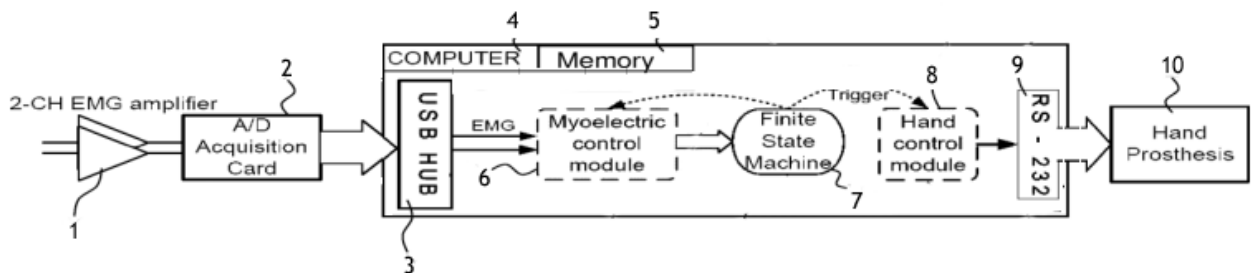 4
5
COMPUTER
Memory
2
8
9
10
2-CH EMG amplifier
A/D
Acquisition
Card
USB HUB
EMG
Myoelectric
control
module
Trigger
Finite
State
Machine
Hand
control
module
RS - 232
Hand
Prosthesis
1
3
6
7